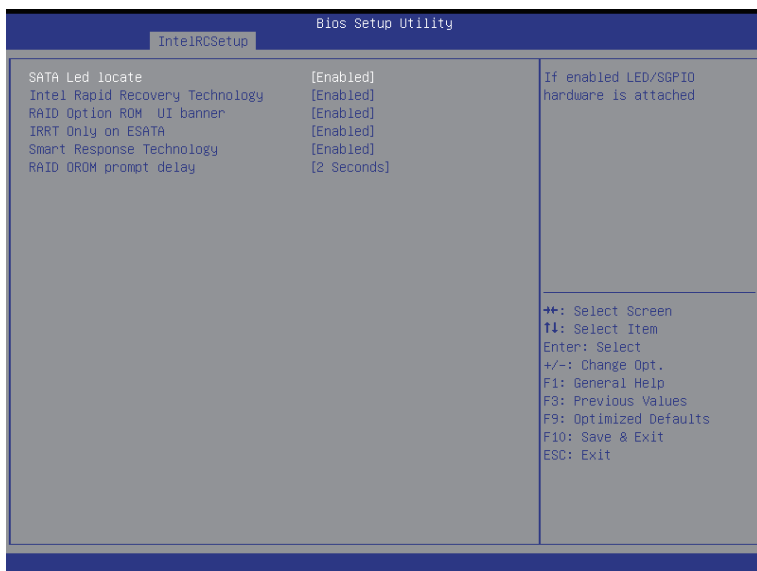 Bios Setup Utility
IntelRCSetup
SATA Led locate [Enabled]
Intel Rapid Recovery Technology [Enabled]
RAID Option ROM UI banner [Enabled]
IRRT Only on ESATA [Enabled]
Smart Response Technology [Enabled]
RAID OROM prompt delay [2 Seconds]
If enabled LED/SGPIO
hardware is attached
→←: Select Screen
↑↓: Select Item
Enter: Select
+/-: Change Opt.
F1: General Help
F3: Previous Values
F9: Optimized Defaults
F10: Save & Exit
ESC: Exit